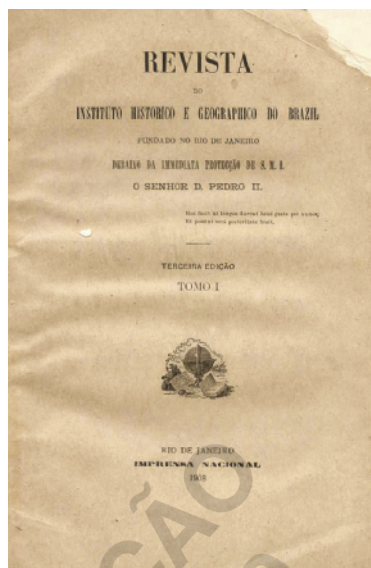 REVISTA
DO
INSTITUTO HISTORICO E GEOGRAPHICO DO BRAZIL
FUNDADO NO RIO DE JANEIRO
DEBAIXO DA IMMEDIATA PROTECÇÃO DE S. M. I.
O SENHOR D. PEDRO II.
TERCEIRA EDIÇÃO
TOMO I
RIO DE JANEIRO
IMPRENSA NACIONAL
1908